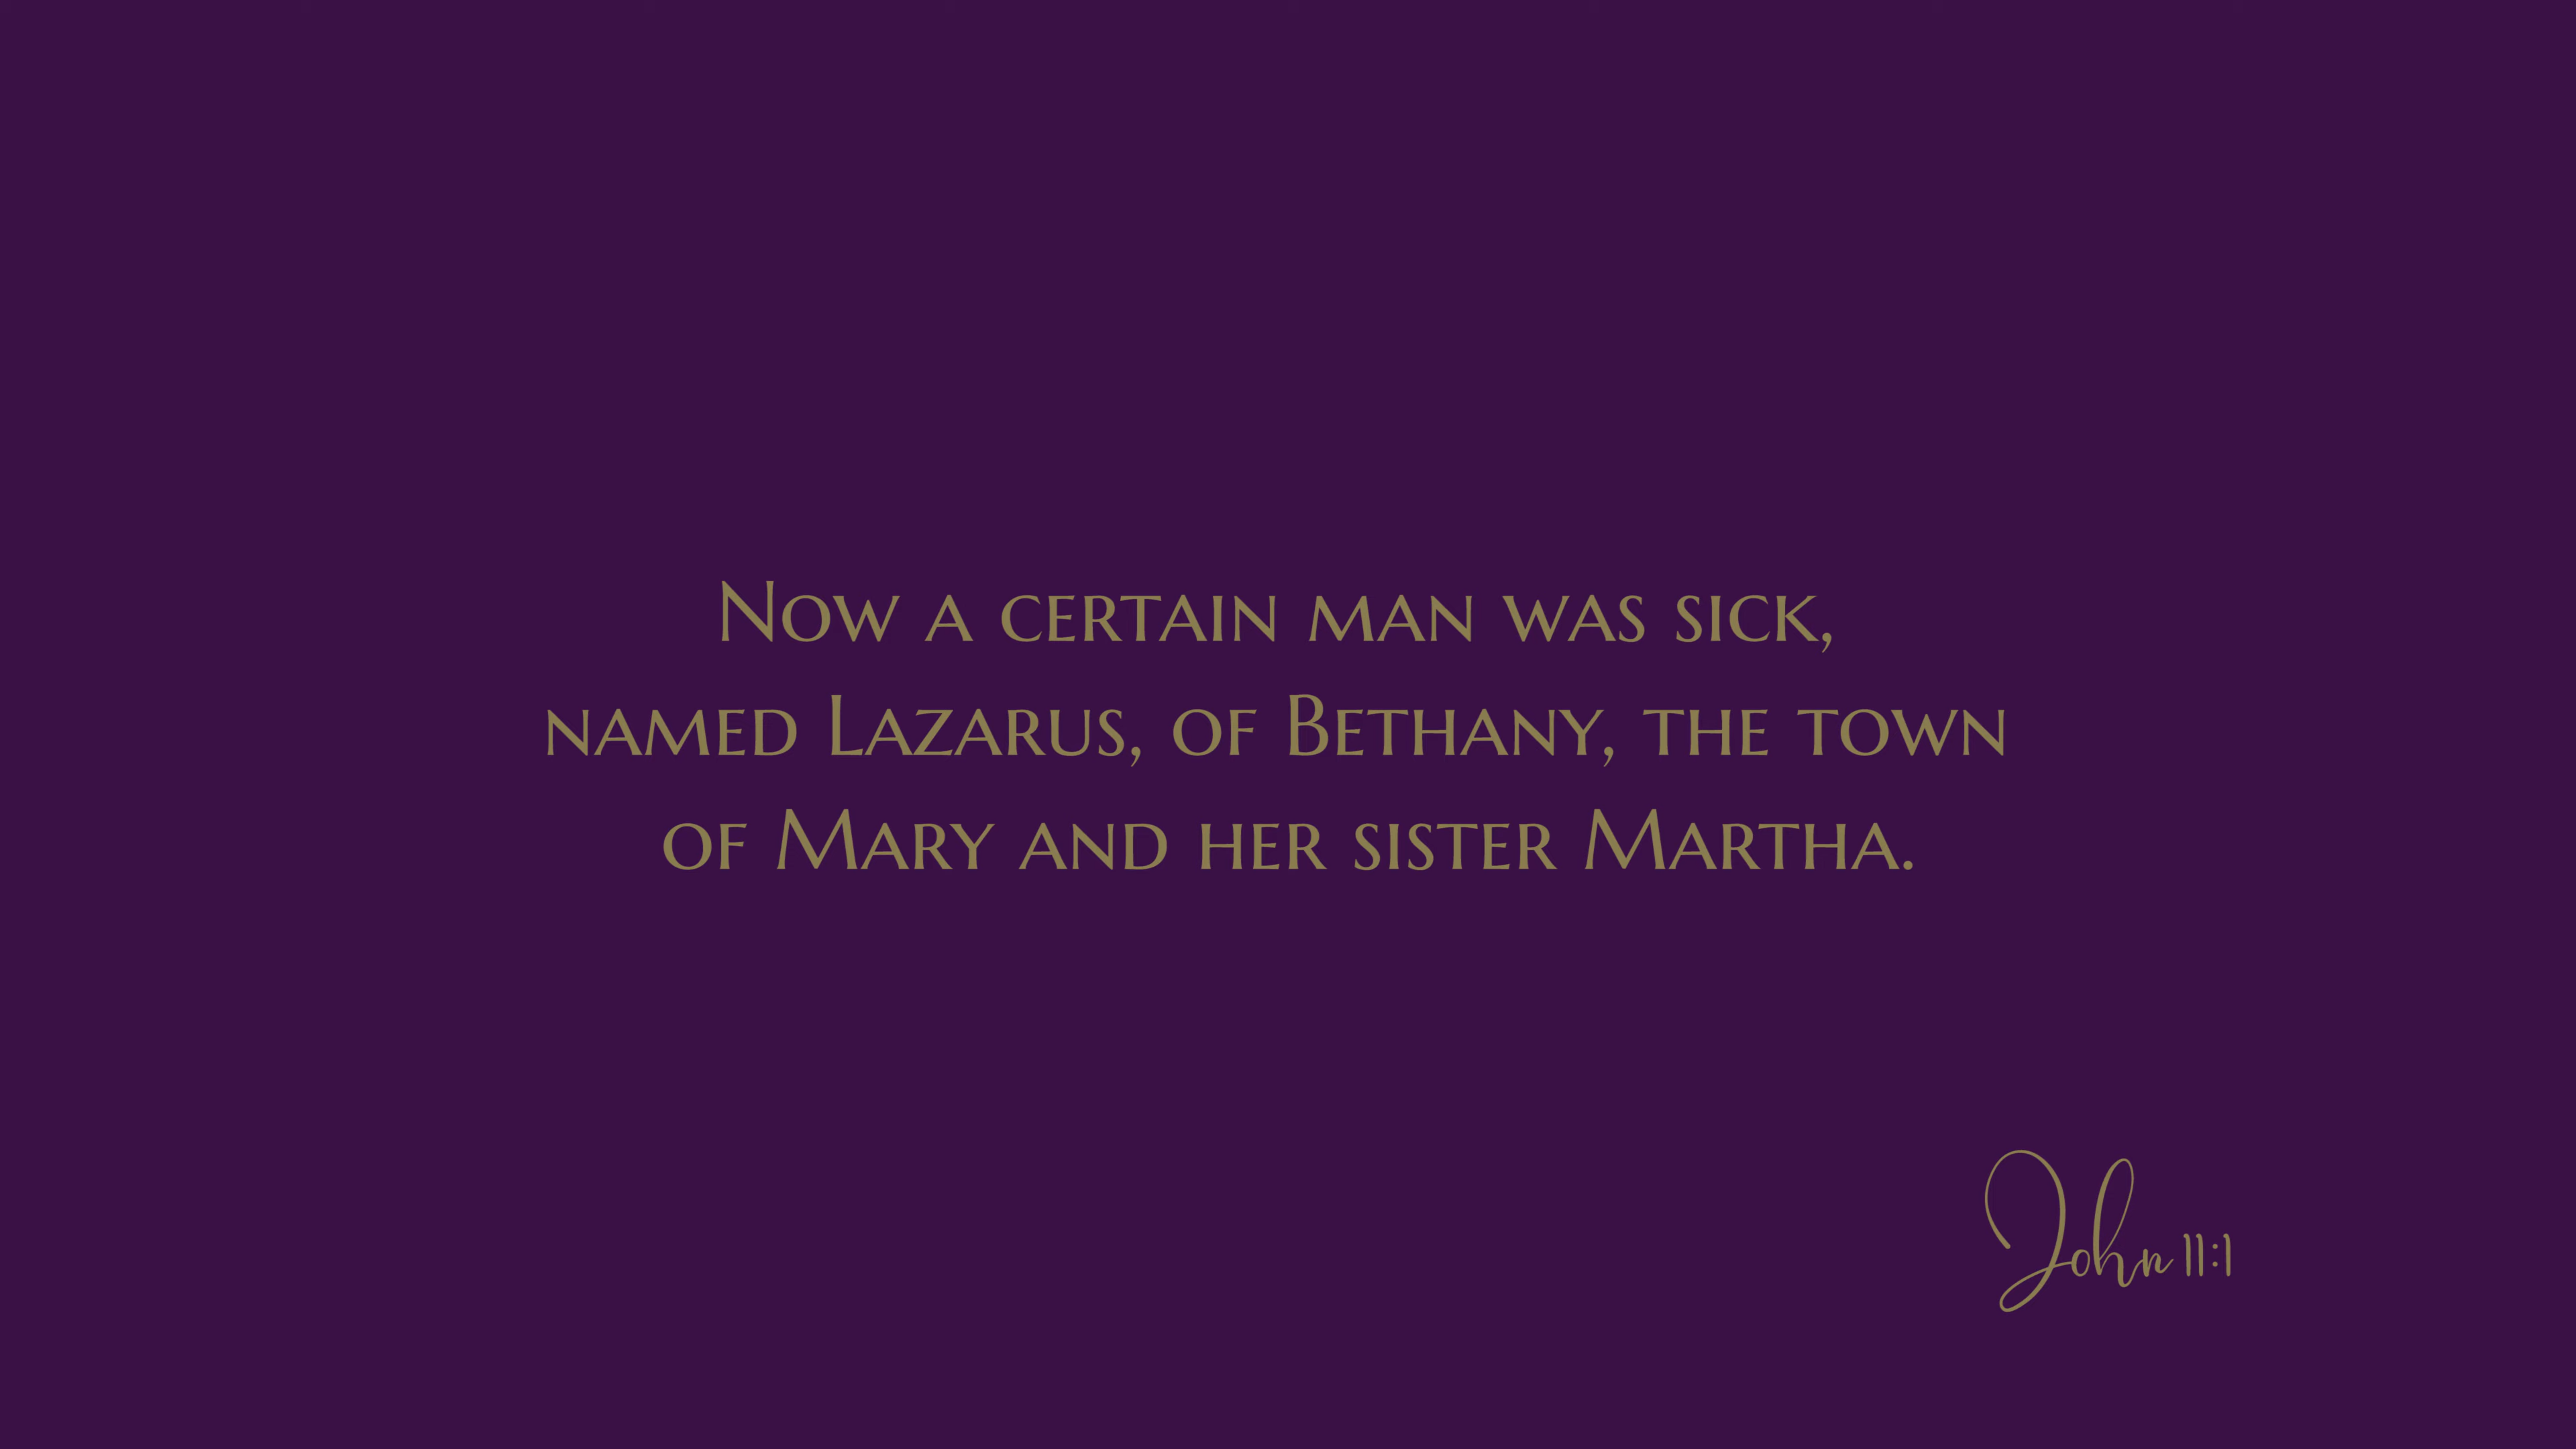 Now a certain man was sick,
named Lazarus, of Bethany, the town
of Mary and her sister Martha.
John 11:1